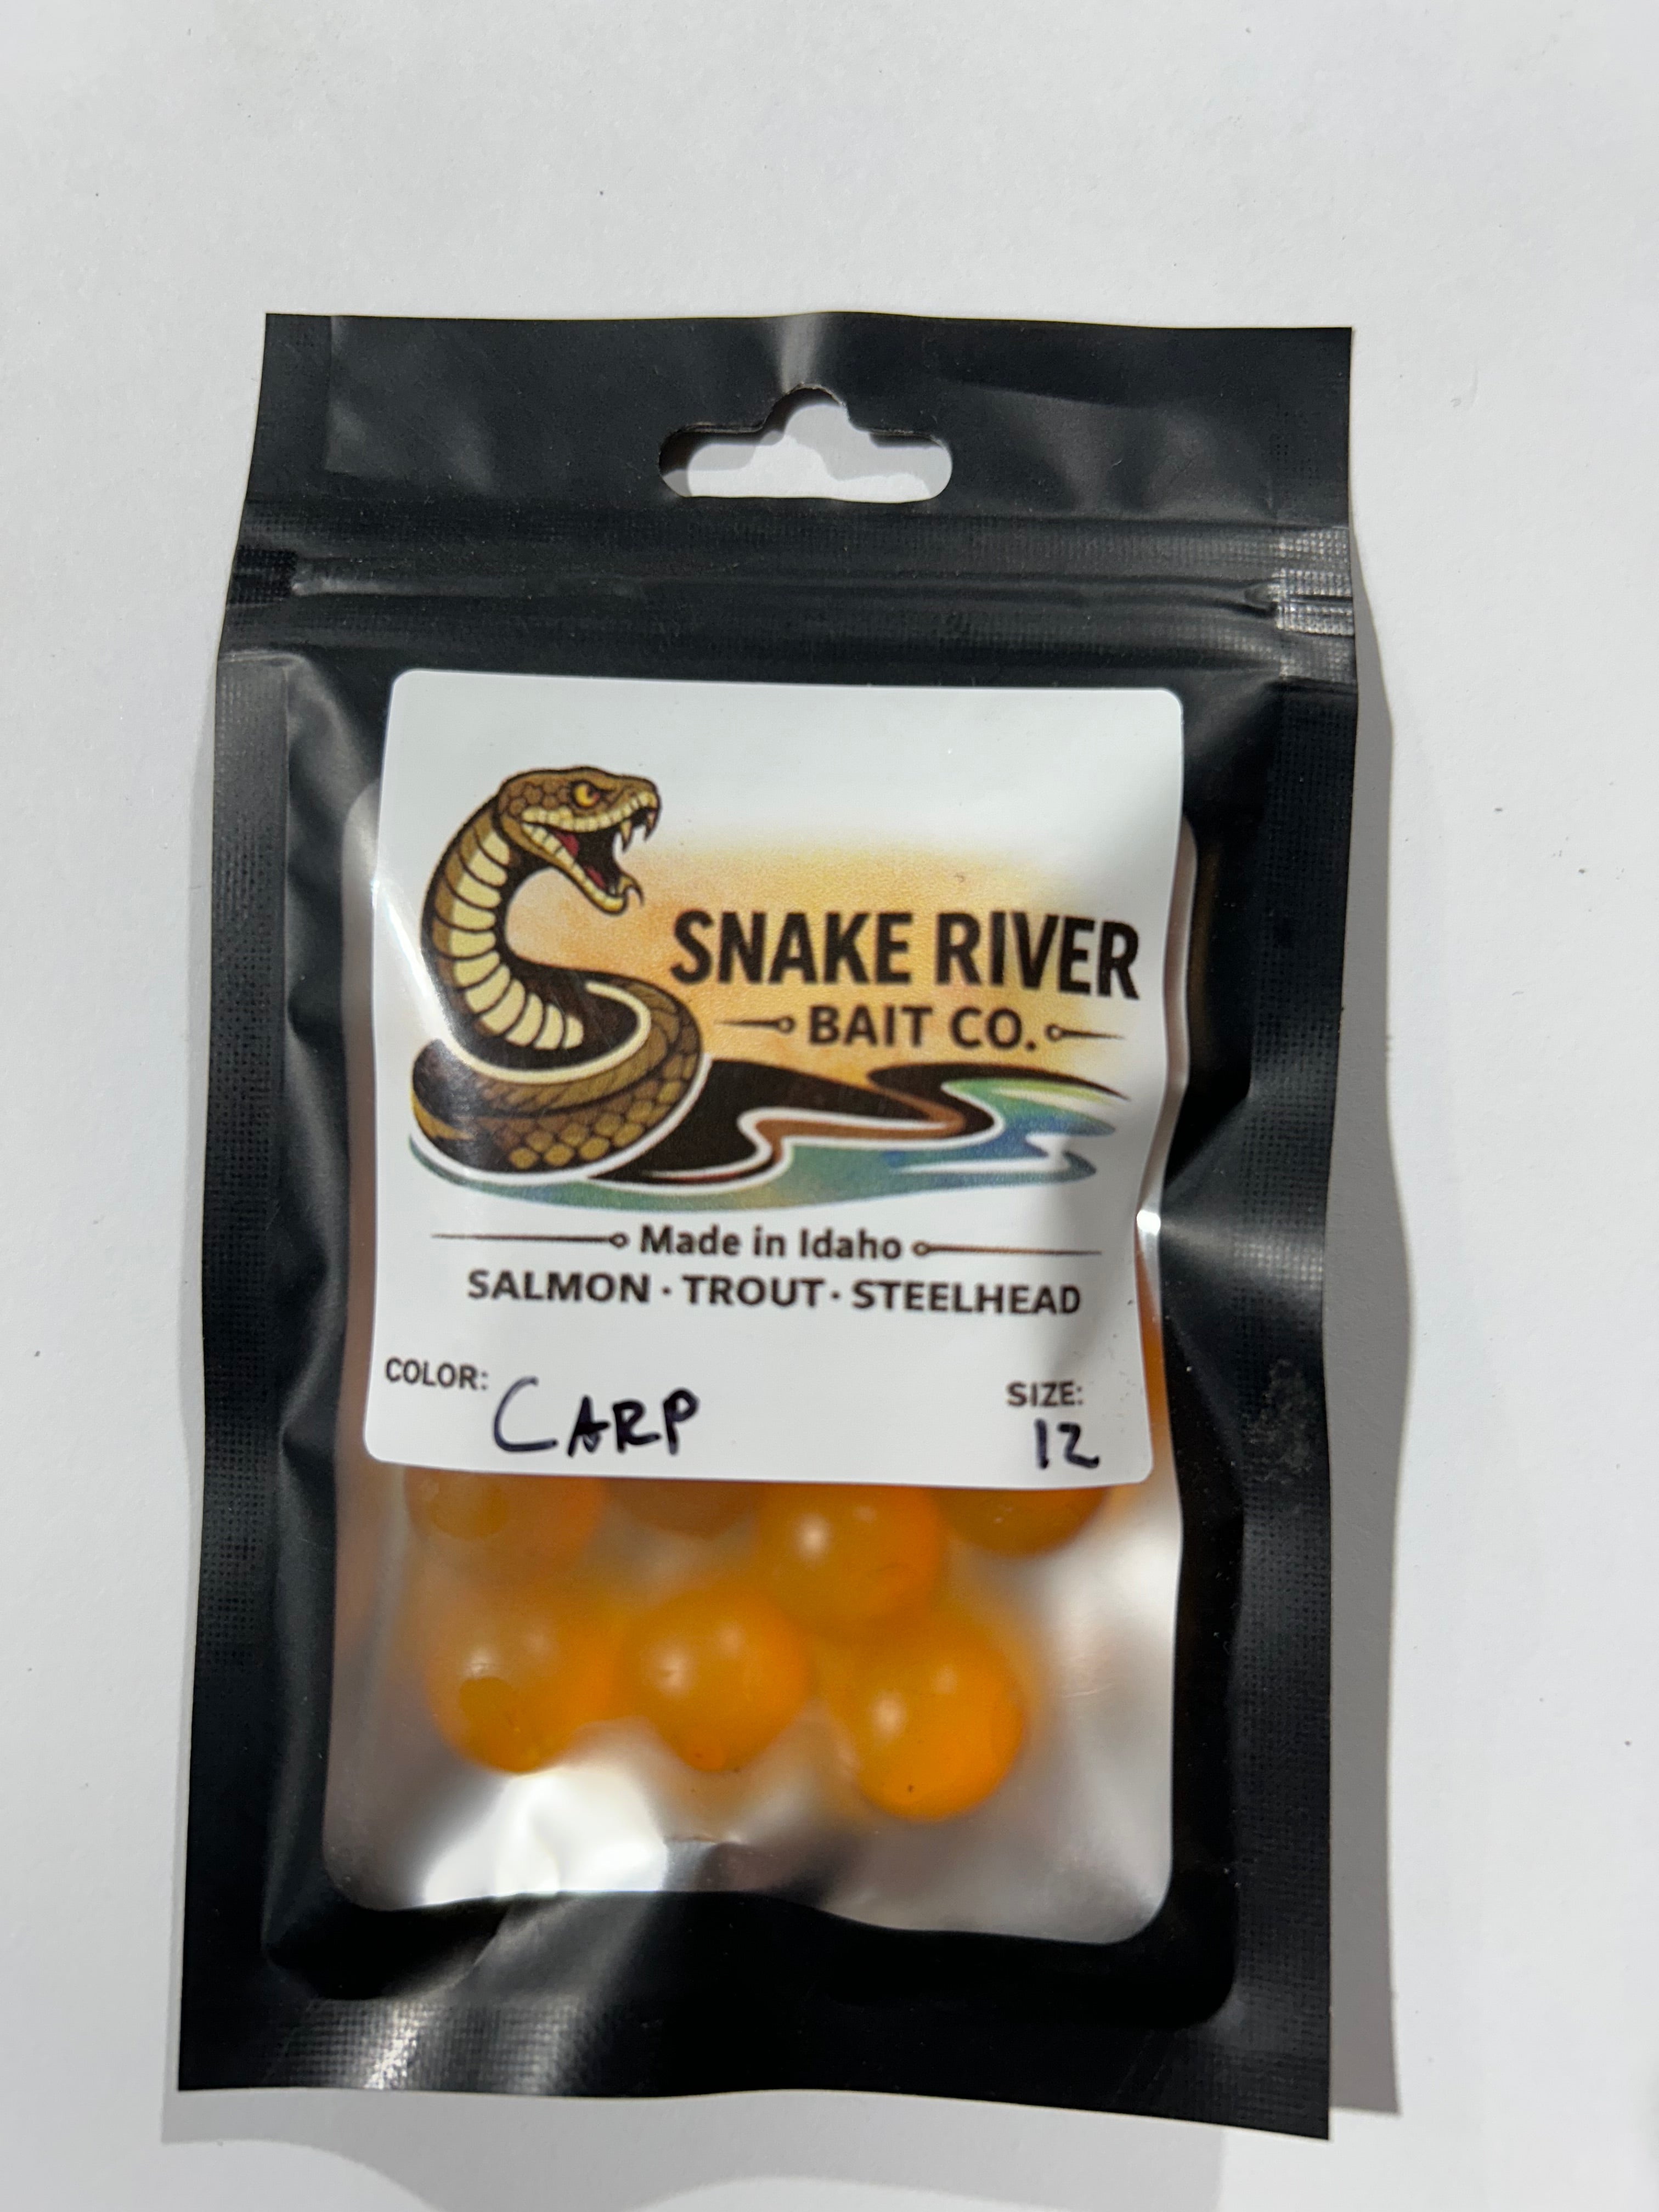 SNAKE RIVER
BAIT CO.
Made in Idaho
SALMON · TROUT · STEELHEAD
COLOR: CARP
SIZE: 12